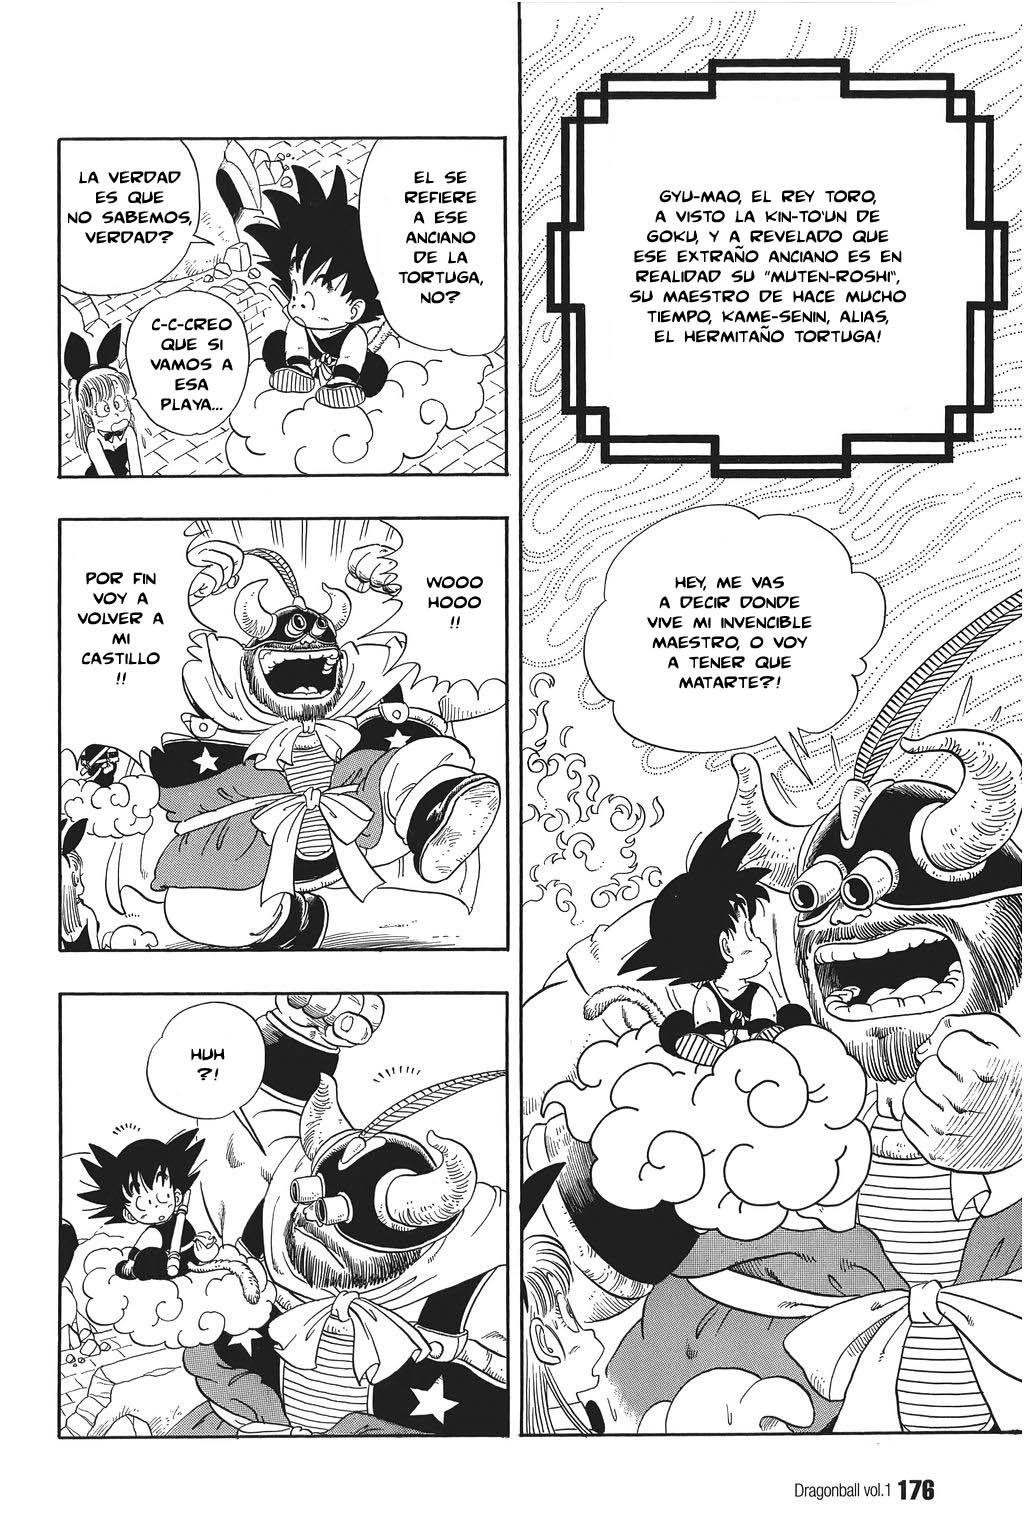 GYU-MAO, EL REY TORO,
A VISTO LA KIN-TO'UN DE
GOKU, Y A REVELADO QUE
ESE EXTRAÑO ANCIANO ES EN
REALIDAD SU "MUTEN-ROSHI",
SU MAESTRO DE HACE MUCHO
TIEMPO, KAME-SENIN, ALIAS,
EL HERMITAÑO TORTUGA!
HEY, ME VAS
A DECIR DONDE
VIVE MI INVENCIBLE
MAESTRO, O VOY
A TENER QUE
MATARTE?!
EL SE
REFIERE
A ESE
ANCIANO
DE LA
TORTUGA,
NO?
LA VERDAD
ES QUE
NO SABEMOS,
VERDAD?
C-C-CREO
QUE SI
VAMOS A
ESA
PLAYA...
WOOO
HOOO
!!
POR FIN
VOY A
VOLVER A
MI
CASTILLO
!!
HUH
?!
Dragonball vol.1 176